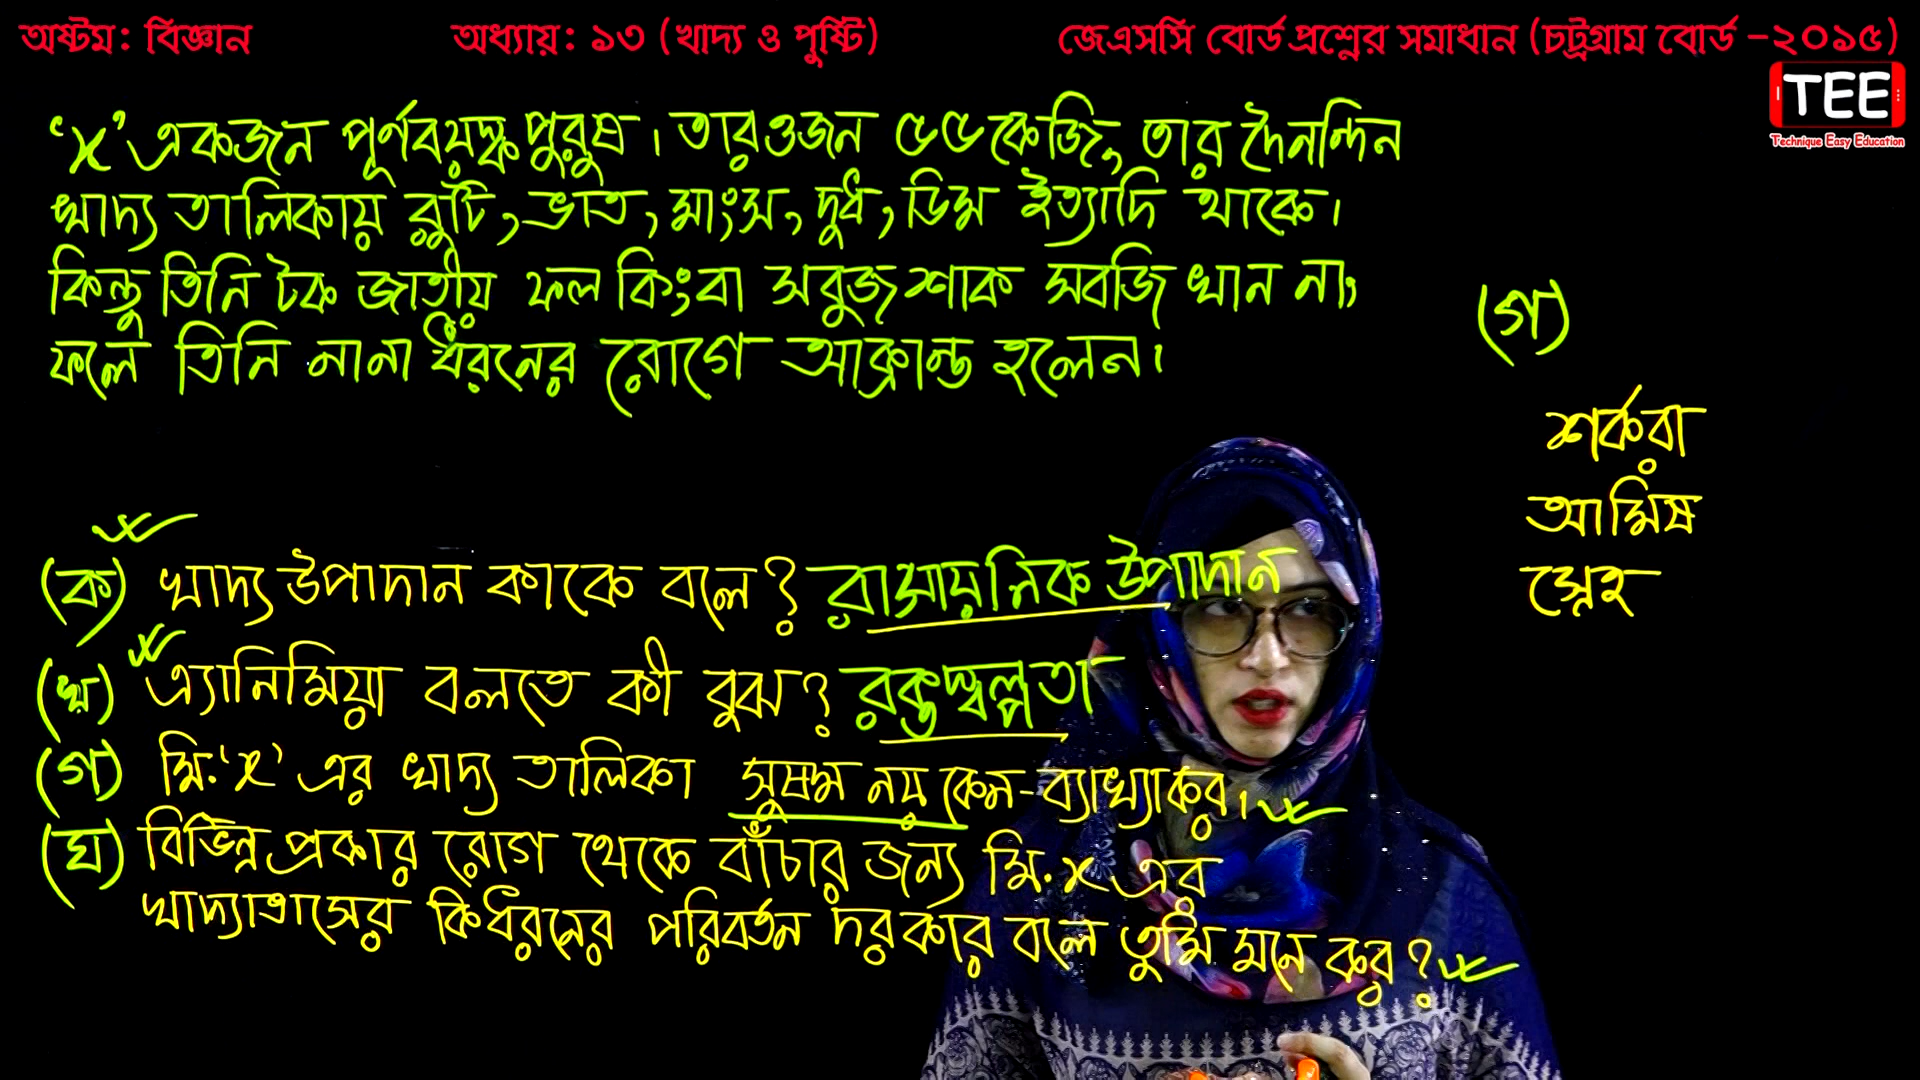 অষ্টম: বিজ্ঞান
অধ্যায়: ১৩ (খাদ্য ও পুষ্টি)
জেএসসি বোর্ড প্রশ্নের সমাধান (চট্রগ্রাম বোর্ড -২০১৫)
TEE
Technique Easy Education
'x' একজন পূর্ণবয়স্ক পুরুষ। তার ওজন ৫৫ কেজি, তার দৈনন্দিন
খাদ্য তালিকায় রুটি, ভাত, মাংস, দুধ, ডিম ইত্যাদি থাকে।
কিন্তু তিনি টক জাতীয় ফল কিংবা সবুজ শাক সবজি খান না,
ফলে তিনি নানা ধরনের রোগে আক্রান্ত হলেন।
(ক) খাদ্য উপাদান কাকে বলে? রাসায়নিক উপাদান
(খ) এ্যানিমিয়া বলতে কী বুঝ? রক্তস্বল্পতা
(গ) মি. 'x' এর খাদ্য তালিকা সুষম নয় কেন-ব্যাখ্যা কর।
(ঘ) বিভিন্ন প্রকার রোগ থেকে বাঁচার জন্য মি. x এর
খাদ্যাভাসের কি ধরনের পরিবর্তন দরকার বলে তুমি মনে কর?
(গ)
শর্করা
আমিষ
স্নেহ